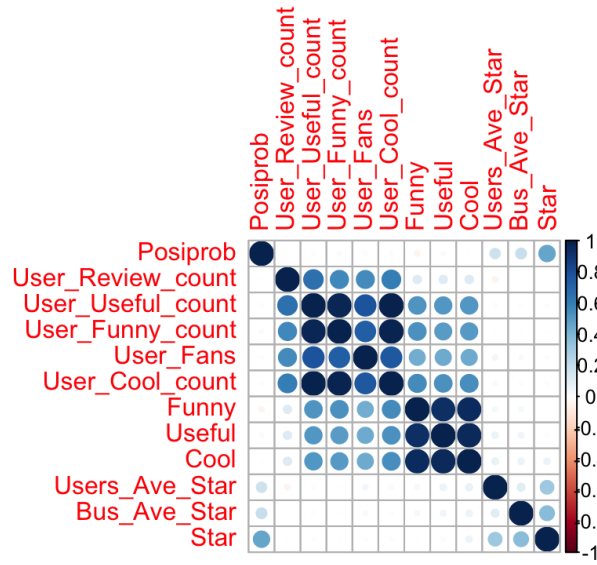 Posiprob
User_Review_count
User_Useful_count
User_Funny_count
User_Fans
User_Cool_count
Funny
Useful
Cool
Users_Ave_Star
Bus_Ave_Star
Star
Posiprob
User_Review_count
User_Useful_count
User_Funny_count
User_Fans
User_Cool_count
Funny
Useful
Cool
Users_Ave_Star
Bus_Ave_Star
Star
1
0.8
0.6
0.4
0.2
0
-1